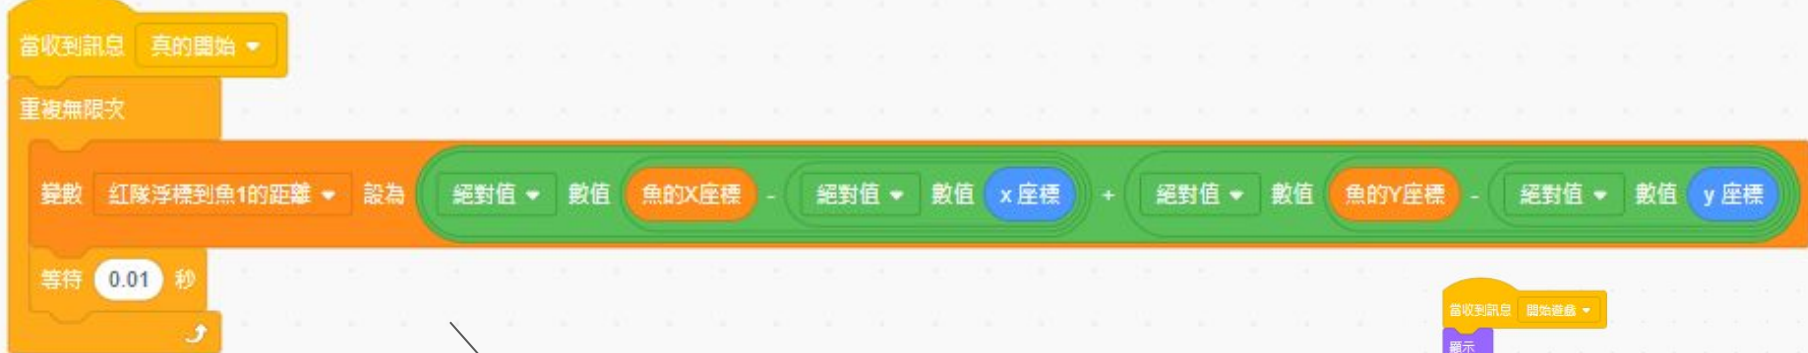 當收到訊息 真的開始
重複無限次
變數 紅隊浮標到魚1的距離 設為 絕對值 數值 魚的X座標 - 絕對值 數值 x 座標 + 絕對值 數值 魚的Y座標 - 絕對值 數值 y 座標
等待 0.01 秒
當收到訊息 開始遊戲
顯示